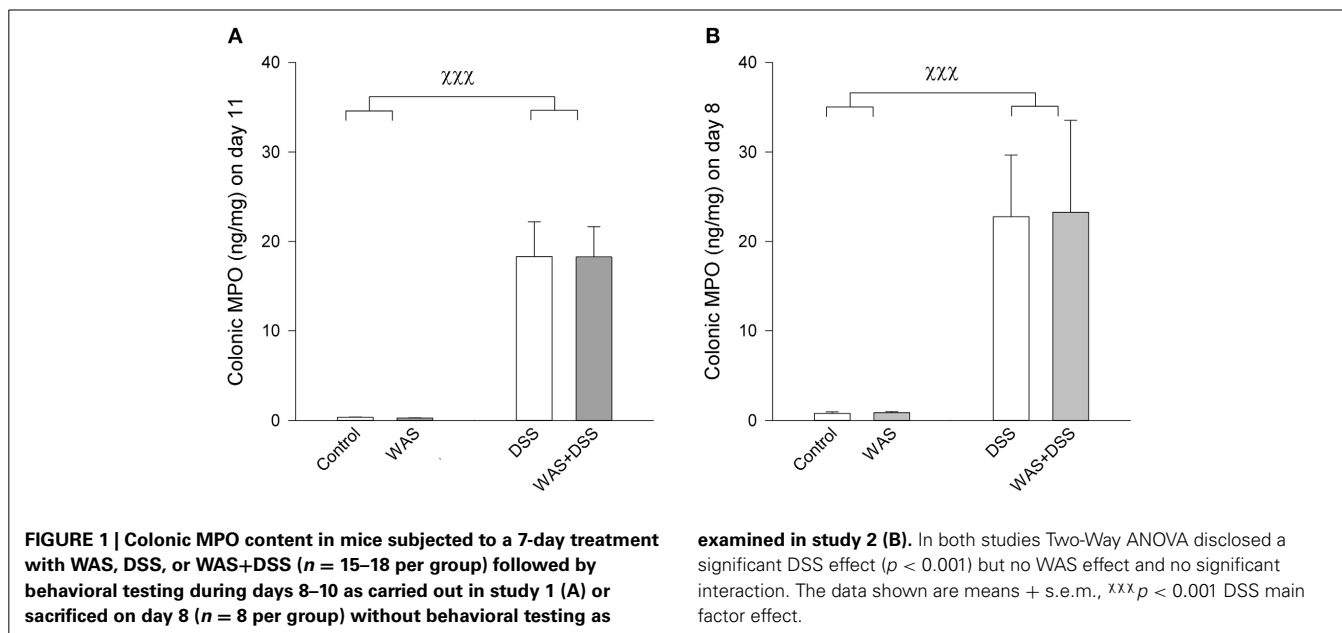 A
χχχ
40
30
20
10
0
Colonic MPO (ng/mg) on day 11
Control
WAS
DSS
WAS+DSS
B
χχχ
40
30
20
10
0
Colonic MPO (ng/mg) on day 8
Control
WAS
DSS
WAS+DSS
FIGURE 1 | Colonic MPO content in mice subjected to a 7-day treatment
with WAS, DSS, or WAS+DSS (n = 15–18 per group) followed by
behavioral testing during days 8–10 as carried out in study 1 (A) or
sacrificed on day 8 (n = 8 per group) without behavioral testing as
examined in study 2 (B). In both studies Two-Way ANOVA disclosed a
significant DSS effect (p < 0.001) but no WAS effect and no significant
interaction. The data shown are means + s.e.m., χχχp < 0.001 DSS main
factor effect.